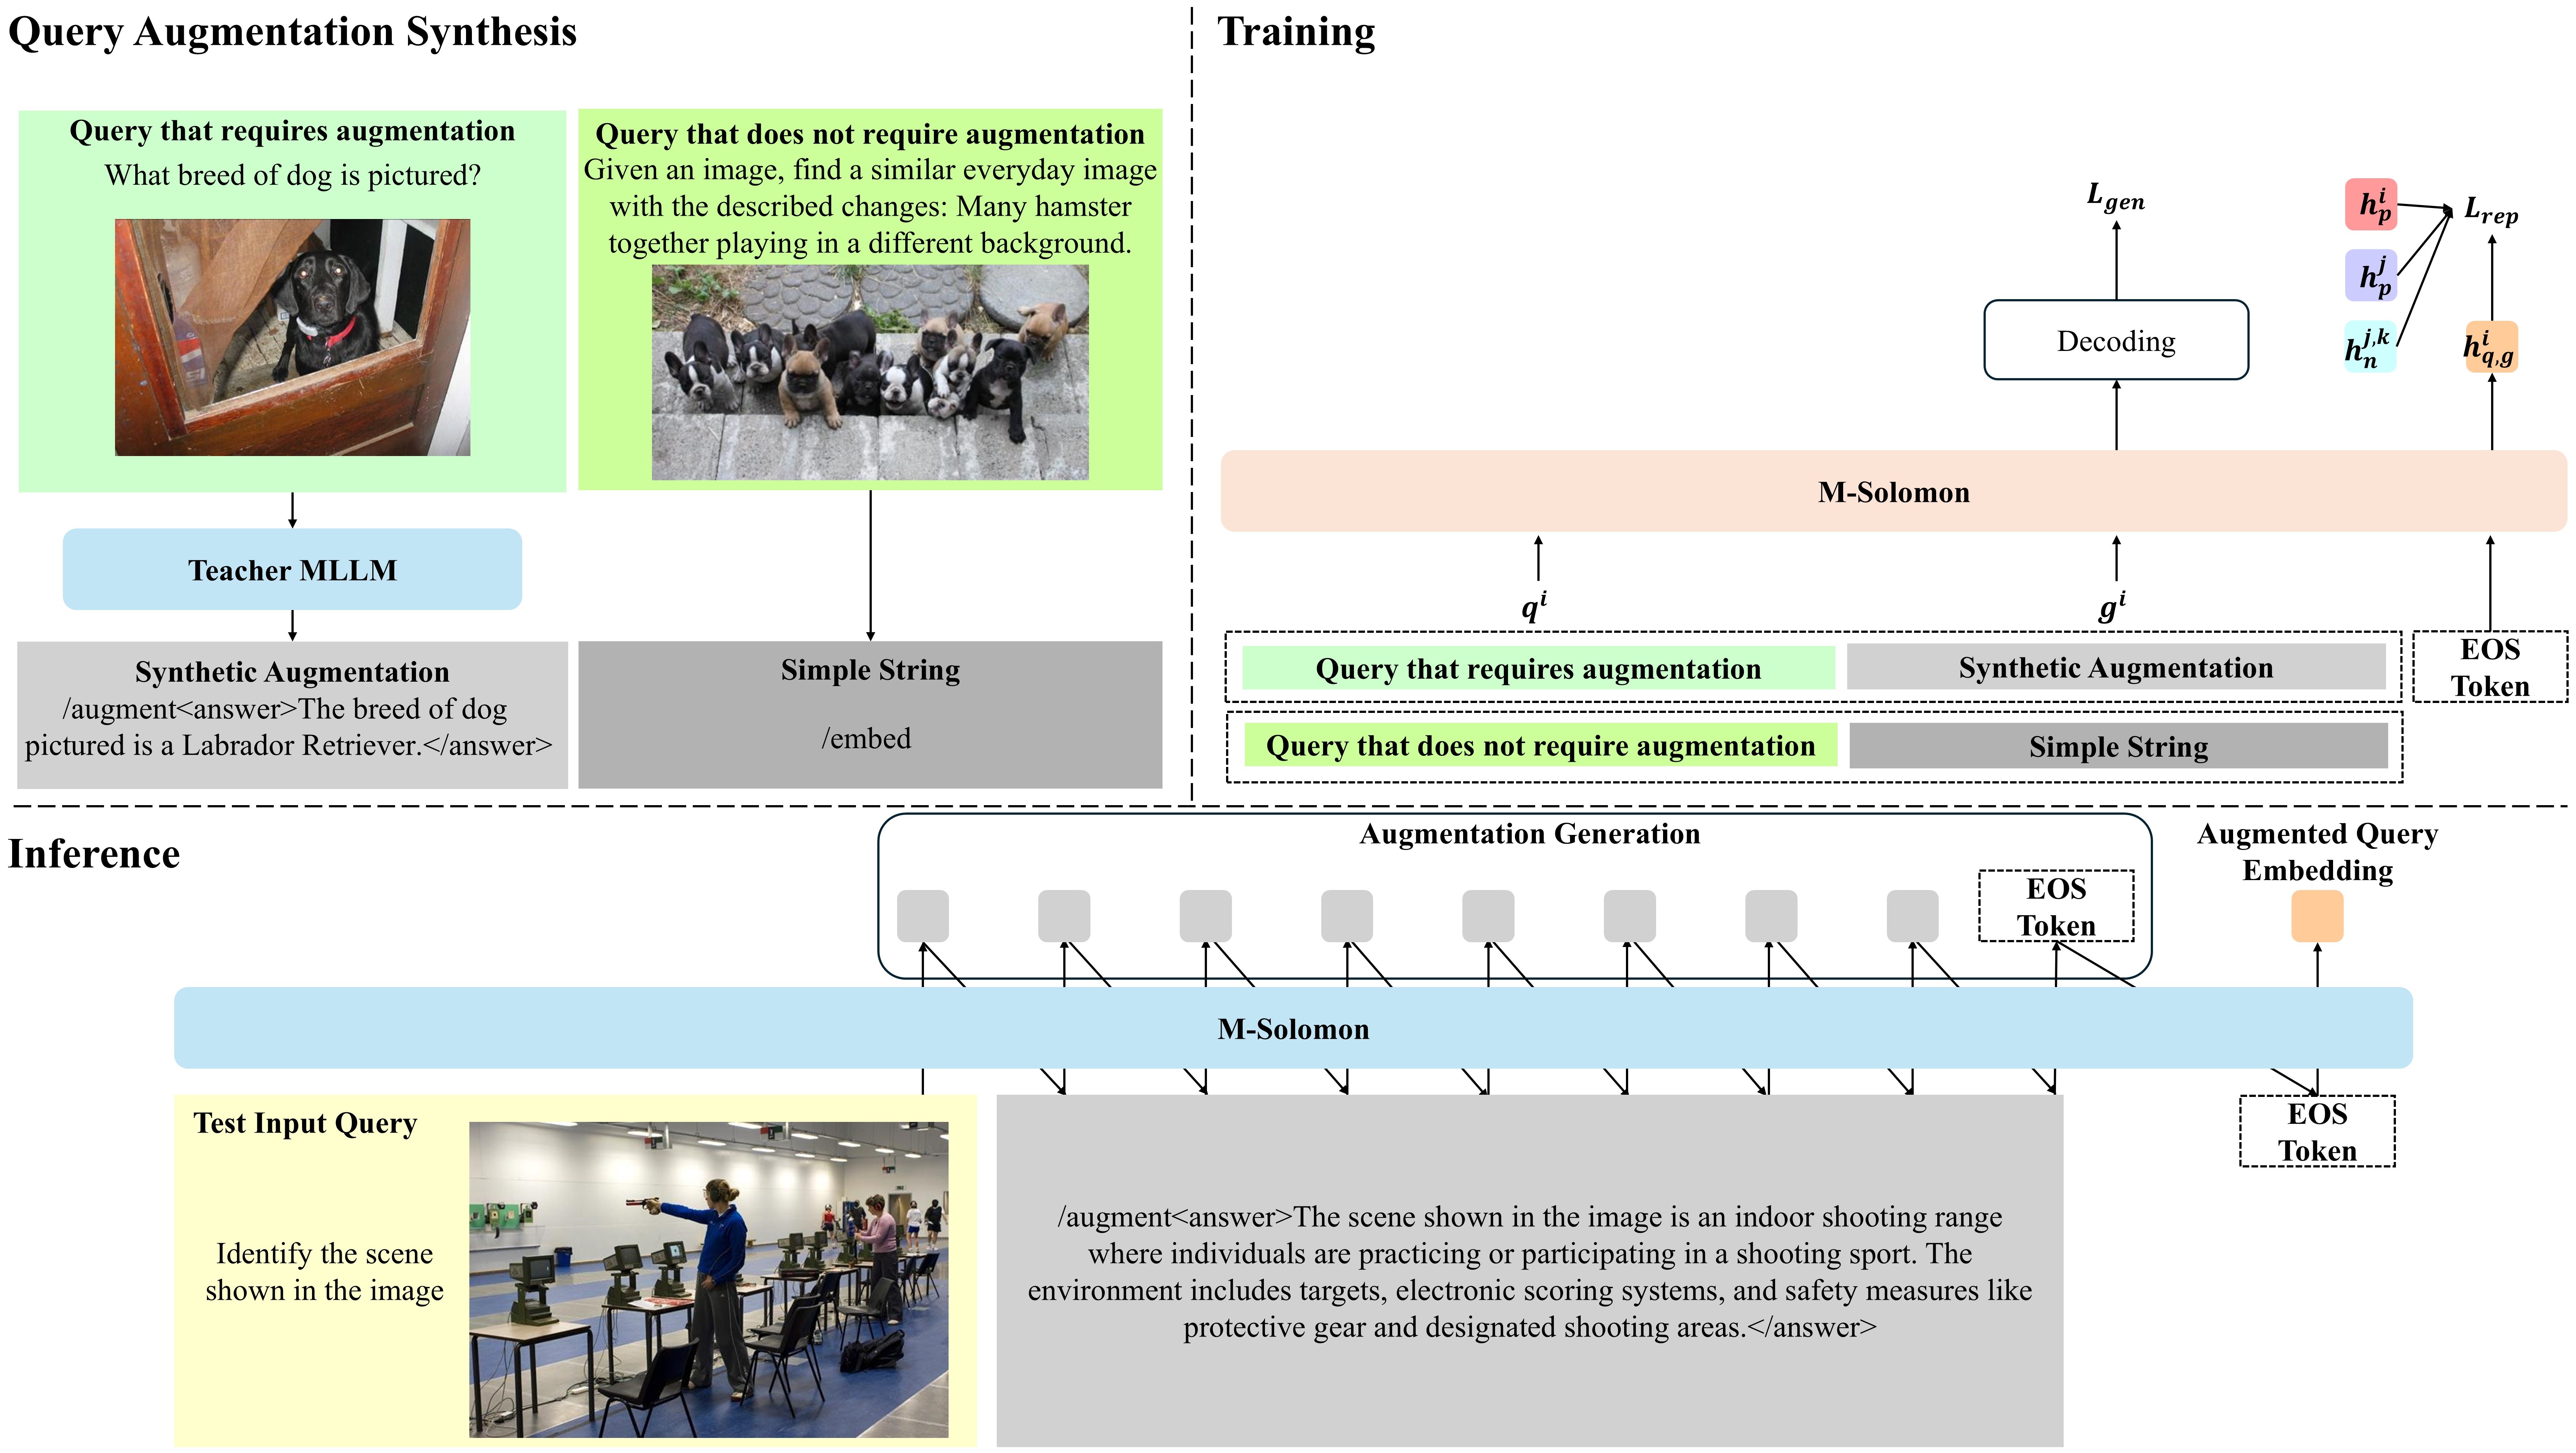 Query Augmentation Synthesis
Query that requires augmentation
What breed of dog is pictured?
Query that does not require augmentation
Given an image, find a similar everyday image
with the described changes: Many hamster
together playing in a different background.
Teacher MLLM
Synthetic Augmentation
/augment<answer>The breed of dog
pictured is a Labrador Retriever.</answer>
Simple String
/embed
Training
L_gen
h_p^i
L_rep
h_p^j
h_n^{j,k}
h_{q,g}^i
Decoding
M-Solomon
q^i
g^i
Query that requires augmentation
Synthetic Augmentation
EOS
Token
Query that does not require augmentation
Simple String
Inference
Augmentation Generation
EOS
Token
Augmented Query
Embedding
M-Solomon
Test Input Query
Identify the scene
shown in the image
/augment<answer>The scene shown in the image is an indoor shooting range
where individuals are practicing or participating in a shooting sport. The
environment includes targets, electronic scoring systems, and safety measures like
protective gear and designated shooting areas.</answer>
EOS
Token